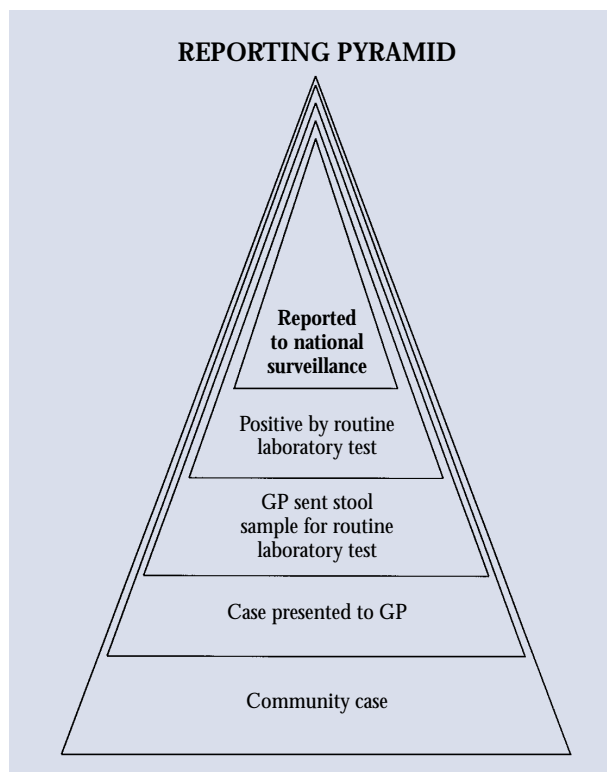 REPORTING PYRAMID
Reported
to national
surveillance
Positive by routine
laboratory test
GP sent stool
sample for routine
laboratory test
Case presented to GP
Community case